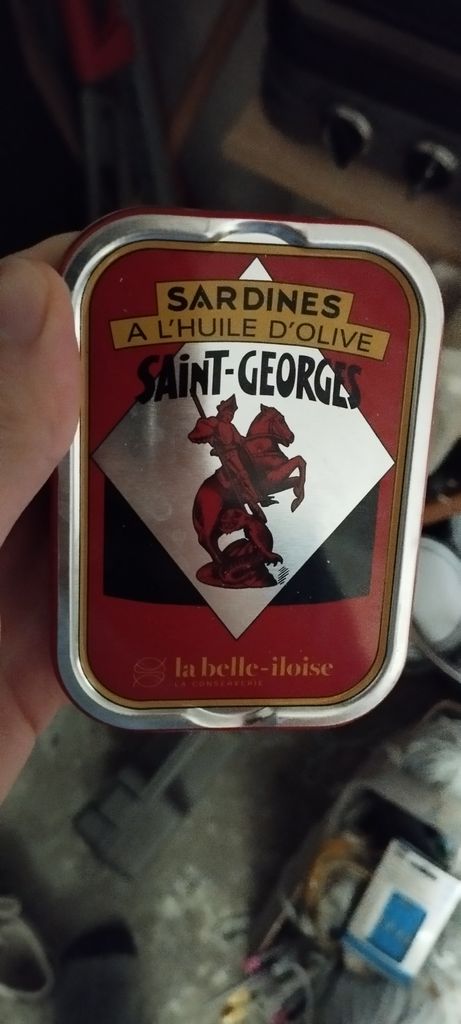 SARDINES
A L'HUILE D'OLIVE
SAiNT-GEORGES
la belle-iloise
LA CONSERVERIE